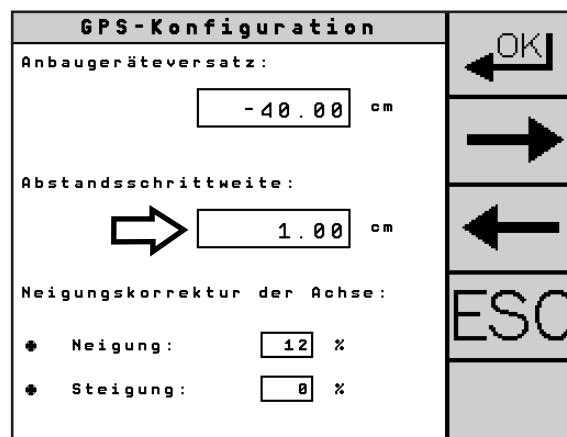 GPS-Konfiguration
OK
Anbaugeräteversatz:
-40.00 cm
Abstandsschrittweite:
1.00 cm
Neigungskorrektur der Achse:
ESC
Neigung: 12 %
Steigung: 0 %